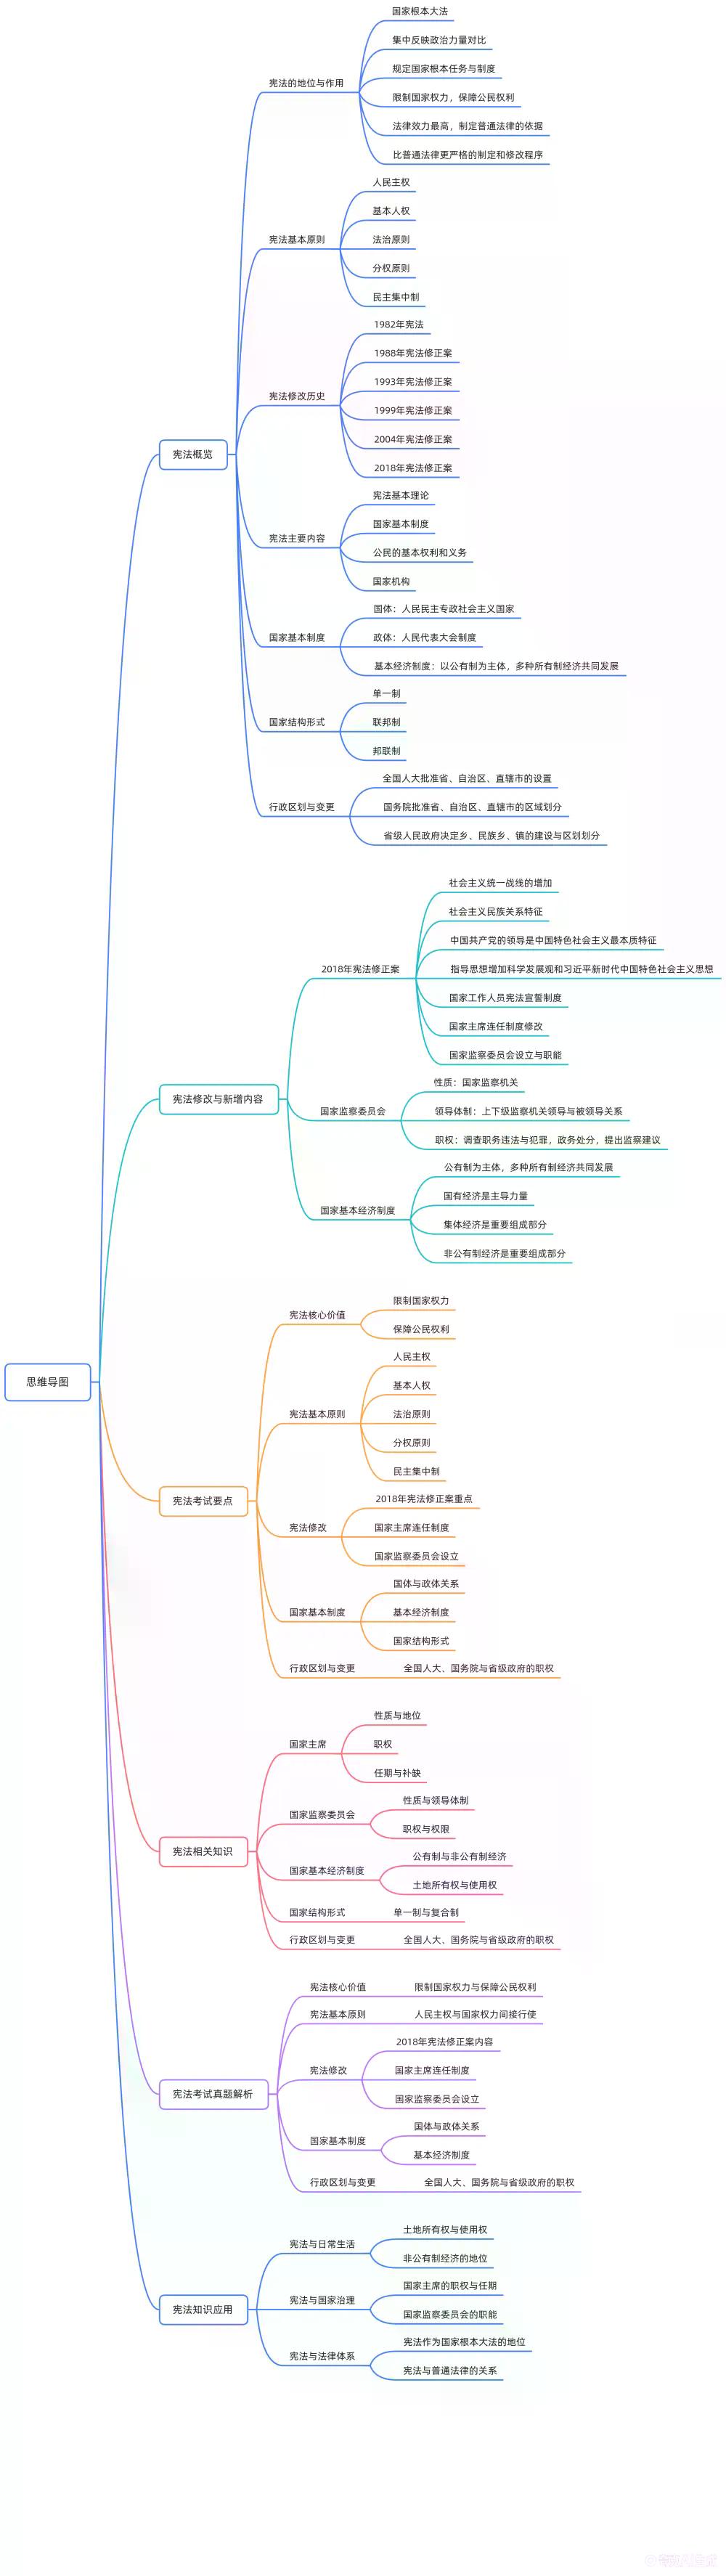 思维导图
宪法概览
宪法的地位与作用
国家根本大法
集中反映政治力量对比
规定国家根本任务与制度
限制国家权力，保障公民权利
法律效力最高，制定普通法律的依据
比普通法律更严格的制定和修改程序
宪法基本原则
人民主权
基本人权
法治原则
分权原则
民主集中制
宪法修改历史
1982年宪法
1988年宪法修正案
1993年宪法修正案
1999年宪法修正案
2004年宪法修正案
2018年宪法修正案
宪法主要内容
宪法基本理论
国家基本制度
公民的基本权利和义务
国家机构
国家基本制度
国体：人民民主专政社会主义国家
政体：人民代表大会制度
基本经济制度：以公有制为主体，多种所有制经济共同发展
国家结构形式
单一制
联邦制
邦联制
行政区划与变更
全国人大批准省、自治区、直辖市的设置
国务院批准省、自治区、直辖市的区域划分
省级人民政府决定乡、民族乡、镇的建设与区划划分
宪法修改与新增内容
2018年宪法修正案
社会主义统一战线的增加
社会主义民族关系特征
中国共产党的领导是中国特色社会主义最本质特征
指导思想增加科学发展观和习近平新时代中国特色社会主义思想
国家工作人员宪法宣誓制度
国家主席连任制度修改
国家监察委员会设立与职能
国家监察委员会
性质：国家监察机关
领导体制：上下级监察机关领导与被领导关系
职权：调查职务违法与犯罪，政务处分，提出监察建议
国家基本经济制度
公有制为主体，多种所有制经济共同发展
国有经济是主导力量
集体经济是重要组成部分
非公有制经济是重要组成部分
宪法考试要点
宪法核心价值
限制国家权力
保障公民权利
宪法基本原则
人民主权
基本人权
法治原则
分权原则
民主集中制
宪法修改
2018年宪法修正案重点
国家主席连任制度
国家监察委员会设立
国家基本制度
国体与政体关系
基本经济制度
国家结构形式
行政区划与变更
全国人大、国务院与省级政府的职权
宪法相关知识
国家主席
性质与地位
职权
任期与补缺
国家监察委员会
性质与领导体制
职权与权限
国家基本经济制度
公有制与非公有制经济
土地所有权与使用权
国家结构形式
单一制与复合制
行政区划与变更
全国人大、国务院与省级政府的职权
宪法考试真题解析
宪法核心价值
限制国家权力与保障公民权利
宪法基本原则
人民主权与国家权力间接行使
宪法修改
2018年宪法修正案内容
国家主席连任制度
国家监察委员会设立
国家基本制度
国体与政体关系
基本经济制度
行政区划与变更
全国人大、国务院与省级政府的职权
宪法知识应用
宪法与日常生活
土地所有权与使用权
非公有制经济的地位
宪法与国家治理
国家主席的职权与任期
国家监察委员会的职能
宪法与法律体系
宪法作为国家根本大法的地位
宪法与普通法律的关系